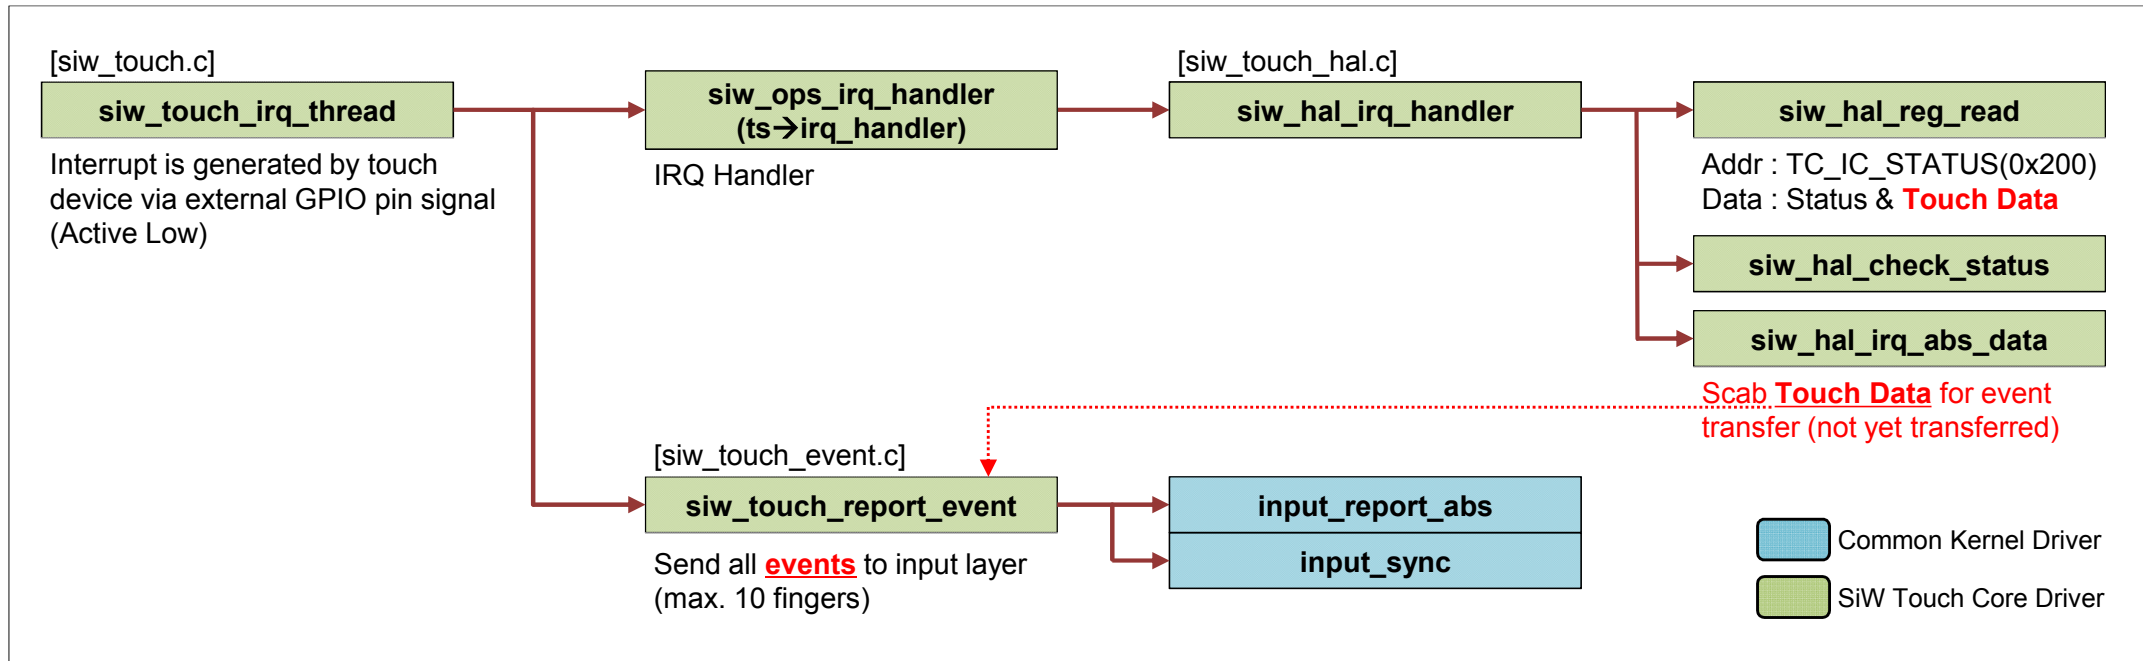 [siw_touch.c]
siw_touch_irq_thread
Interrupt is generated by touch
device via external GPIO pin signal
(Active Low)
siw_ops_irq_handler
(ts→irq_handler)
IRQ Handler
[siw_touch_hal.c]
siw_hal_irq_handler
siw_hal_reg_read
Addr : TC_IC_STATUS(0x200)
Data : Status & Touch Data
siw_hal_check_status
siw_hal_irq_abs_data
Scab Touch Data for event
transfer (not yet transferred)
[siw_touch_event.c]
siw_touch_report_event
Send all events to input layer
(max. 10 fingers)
input_report_abs
input_sync
Common Kernel Driver
SiW Touch Core Driver